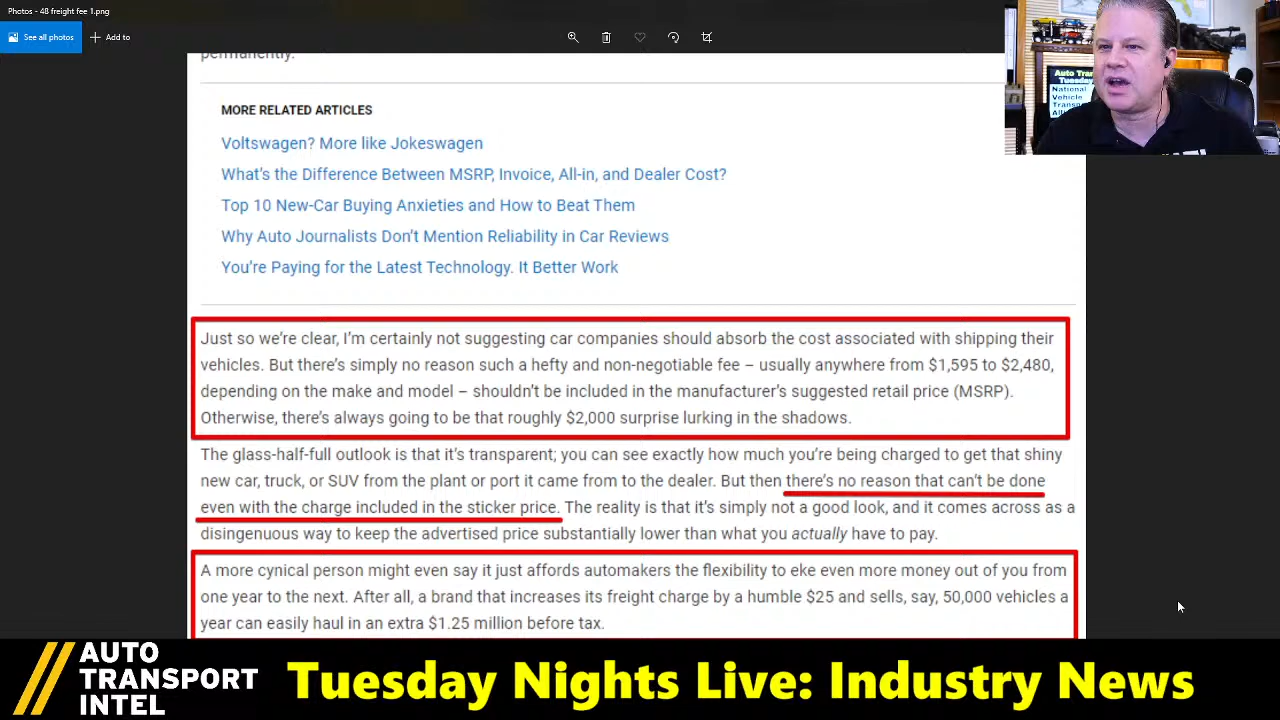 Photos - 48 freight fee 1.png
See all photos
Add to
permanently.
MORE RELATED ARTICLES
Voltswagen? More like Jokeswagen
What's the Difference Between MSRP, Invoice, All-in, and Dealer Cost?
Top 10 New-Car Buying Anxieties and How to Beat Them
Why Auto Journalists Don't Mention Reliability in Car Reviews
You're Paying for the Latest Technology. It Better Work
Just so we're clear, I'm certainly not suggesting car companies should absorb the cost associated with shipping their
vehicles. But there's simply no reason such a hefty and non-negotiable fee – usually anywhere from $1,595 to $2,480,
depending on the make and model – shouldn't be included in the manufacturer's suggested retail price (MSRP).
Otherwise, there's always going to be that roughly $2,000 surprise lurking in the shadows.
The glass-half-full outlook is that it's transparent; you can see exactly how much you're being charged to get that shiny
new car, truck, or SUV from the plant or port it came from to the dealer. But then there's no reason that can't be done
even with the charge included in the sticker price. The reality is that it's simply not a good look, and it comes across as a
disingenuous way to keep the advertised price substantially lower than what you actually have to pay.
A more cynical person might even say it just affords automakers the flexibility to eke even more money out of you from
one year to the next. After all, a brand that increases its freight charge by a humble $25 and sells, say, 50,000 vehicles a
year can easily haul in an extra $1.25 million before tax.
Auto Tran
Tuesday
National
Vehicle
AUTO
TRANSPORT
INTEL
Tuesday Nights Live: Industry News